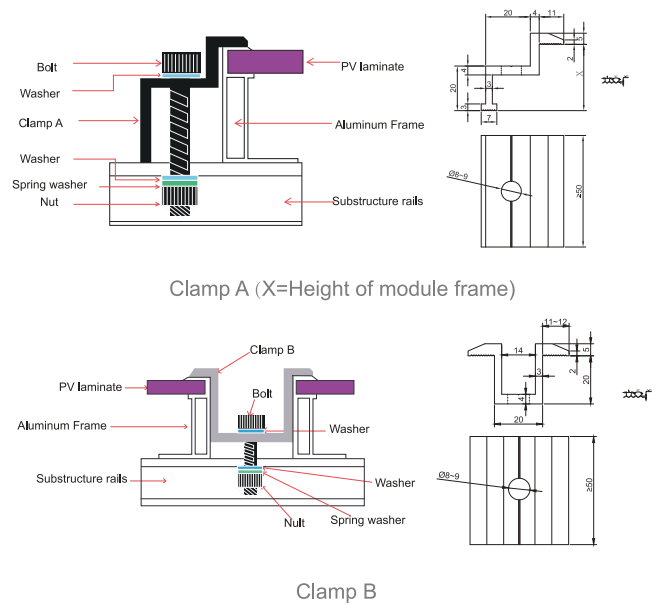 Bolt
Washer
Clamp A
Washer
Spring washer
Nut
PV laminate
Aluminum Frame
Substructure rails
20
4
11
5
2
4
X
20
3
3
7
Ø8~9
≥50
Clamp A (X=Height of module frame)
Clamp B
PV laminate
Bolt
Aluminum Frame
Washer
Substructure rails
Washer
Spring washer
Nult
11~12
14
5
2
3
20
4
20
Ø8~9
≥50
Clamp B